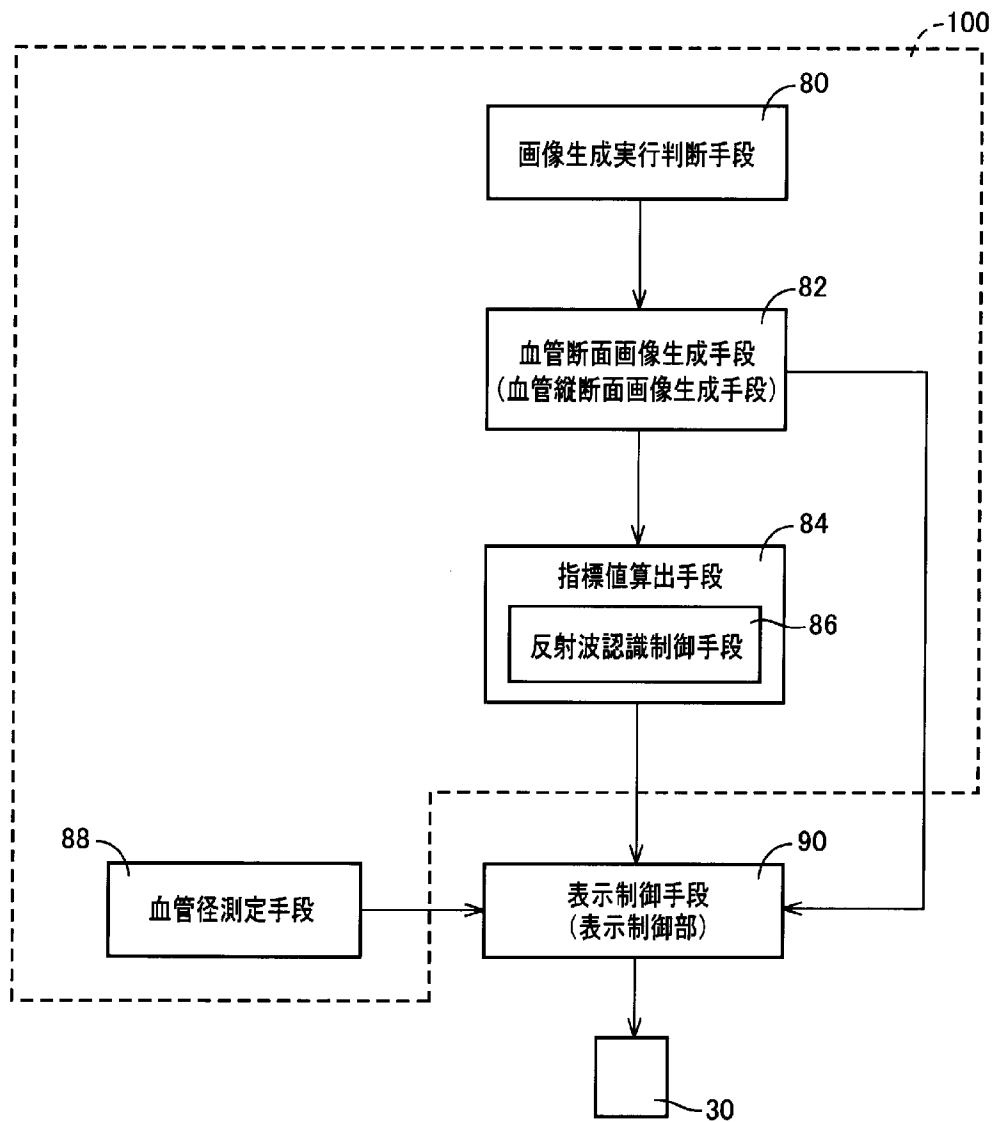 100
80
画像生成実行判断手段
82
血管断面画像生成手段
(血管縦断面画像生成手段)
84
指標値算出手段
86
反射波認識制御手段
88
血管径測定手段
90
表示制御手段
(表示制御部)
30